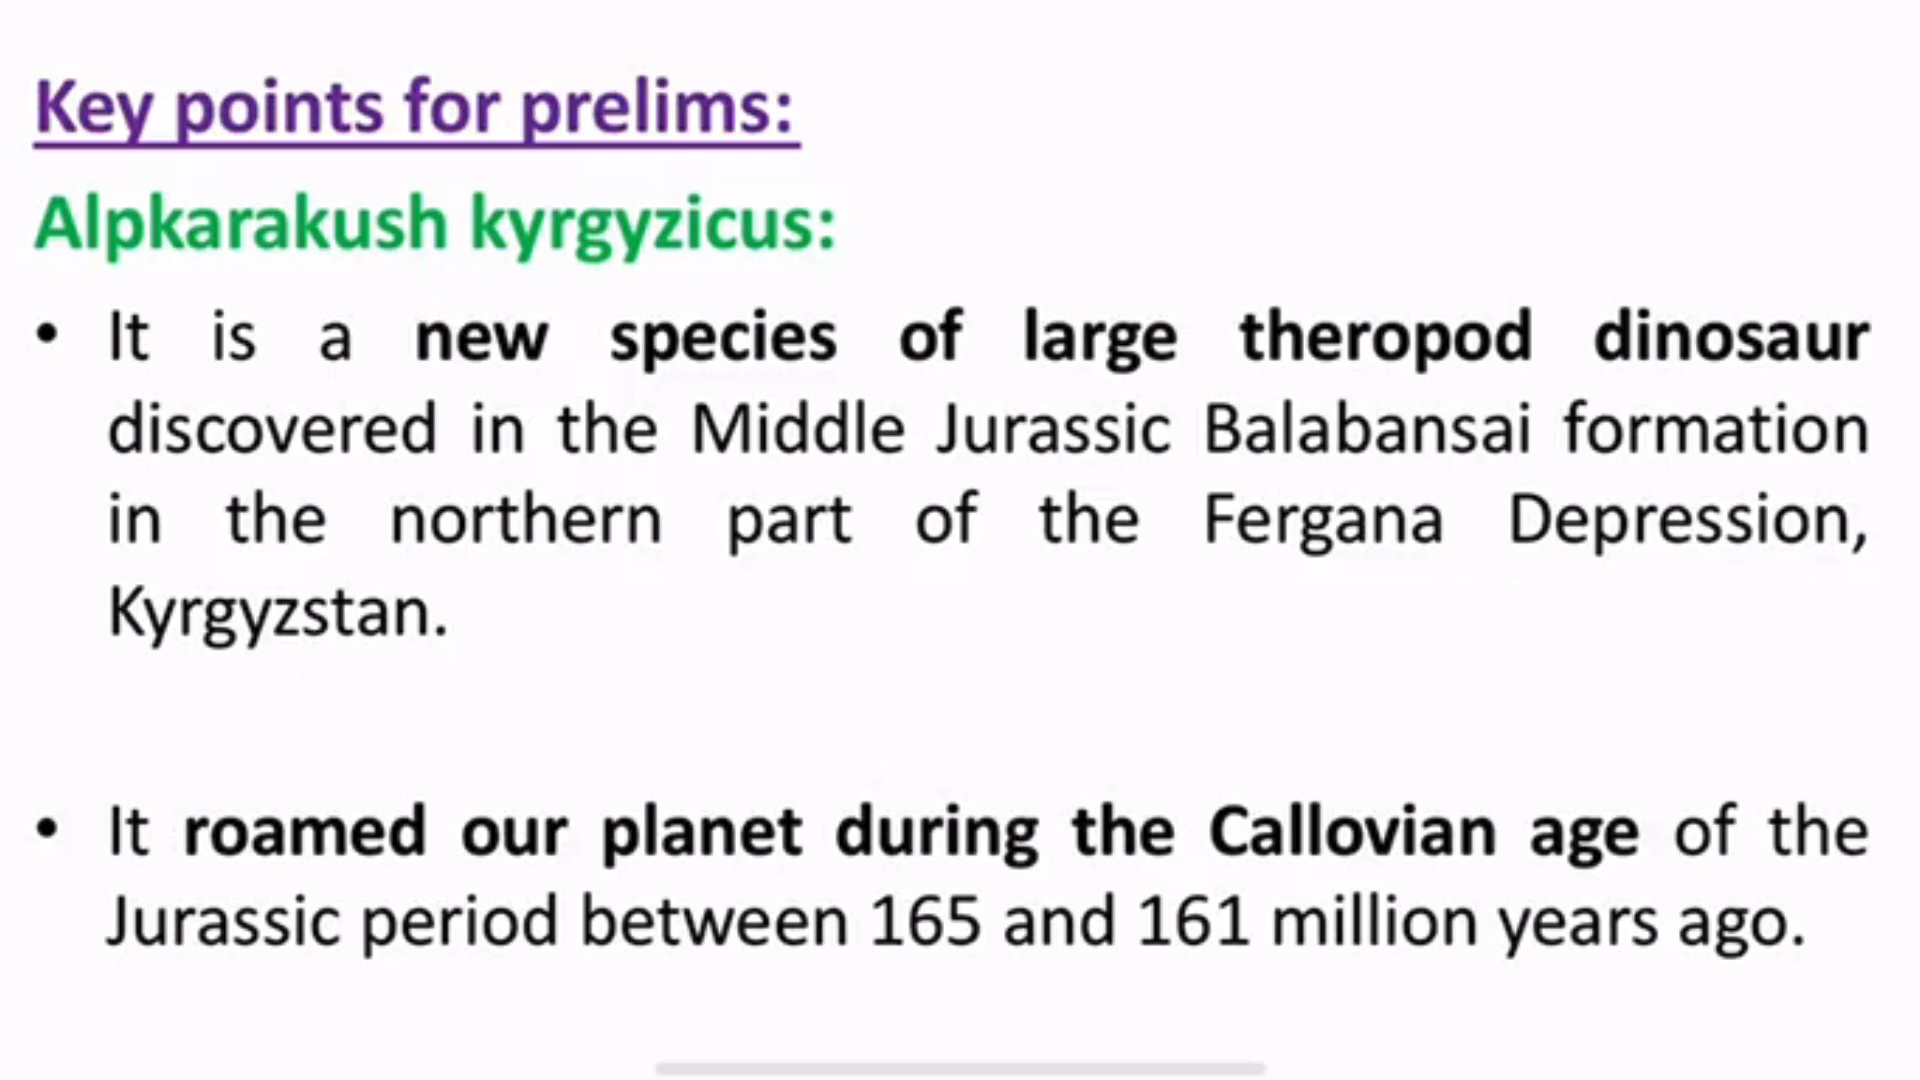 Key points for prelims:
Alpkarakush kyrgyzicus:
• It is a new species of large theropod dinosaur
discovered in the Middle Jurassic Balabansai formation
in the northern part of the Fergana Depression,
Kyrgyzstan.
• It roamed our planet during the Callovian age of the
Jurassic period between 165 and 161 million years ago.